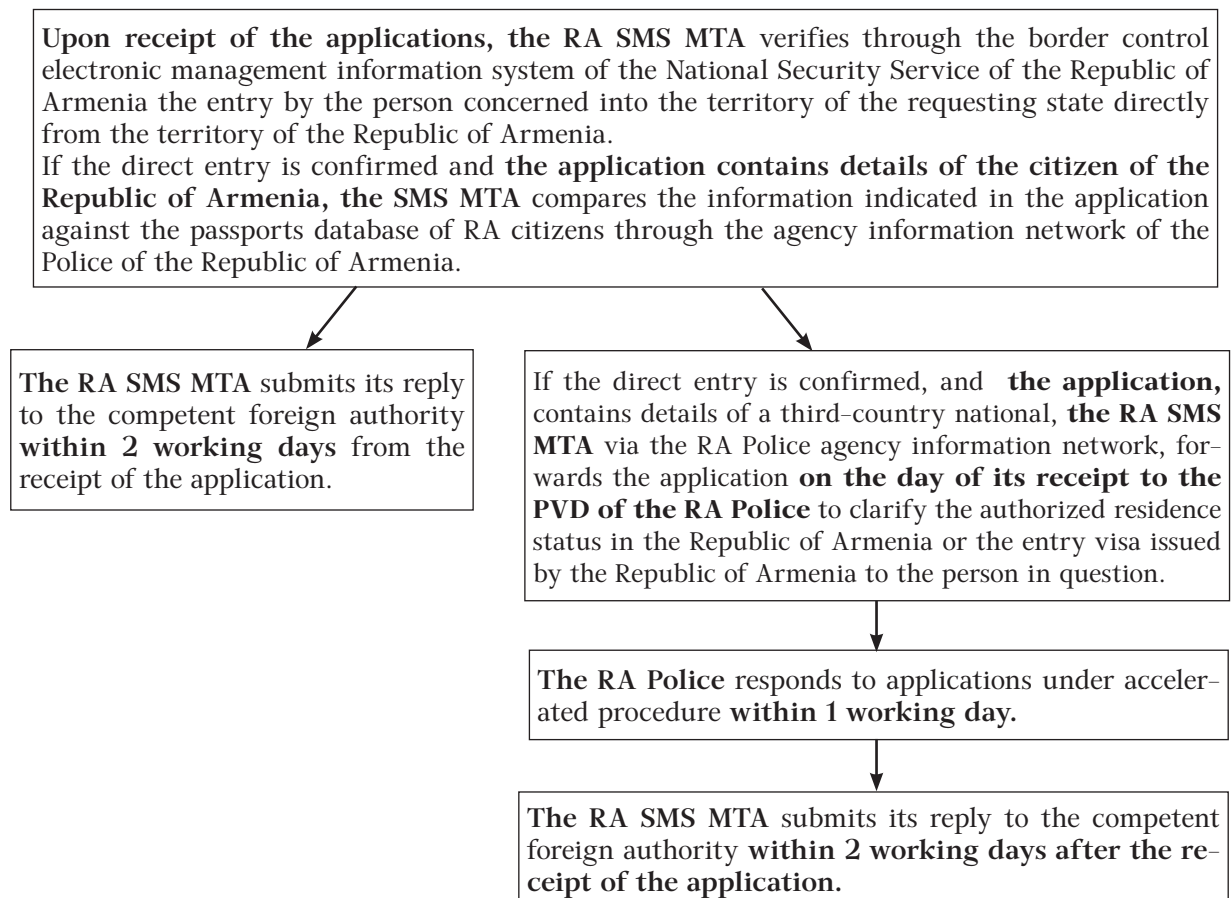 Upon receipt of the applications, the RA SMS MTA verifies through the border control
electronic management information system of the National Security Service of the Republic of
Armenia the entry by the person concerned into the territory of the requesting state directly
from the territory of the Republic of Armenia.
If the direct entry is confirmed and the application contains details of the citizen of the
Republic of Armenia, the SMS MTA compares the information indicated in the application
against the passports database of RA citizens through the agency information network of the
Police of the Republic of Armenia.
The RA SMS MTA submits its reply
to the competent foreign authority
within 2 working days from the
receipt of the application.
If the direct entry is confirmed, and the application,
contains details of a third-country national, the RA SMS
MTA via the RA Police agency information network, for-
wards the application on the day of its receipt to the
PVD of the RA Police to clarify the authorized residence
status in the Republic of Armenia or the entry visa issued
by the Republic of Armenia to the person in question.
The RA Police responds to applications under acceler-
ated procedure within 1 working day.
The RA SMS MTA submits its reply to the competent
foreign authority within 2 working days after the re-
ceipt of the application.